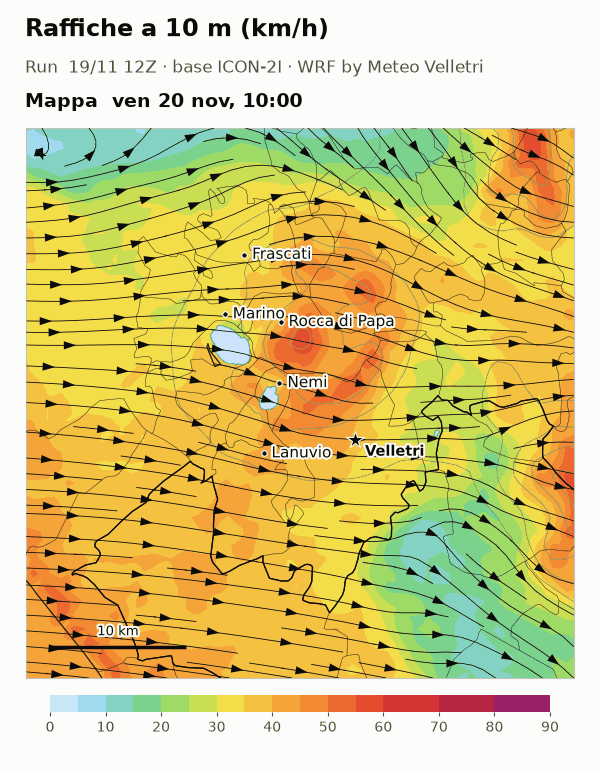 Raffiche a 10 m (km/h)
Run  19/11 12Z · base ICON-2I · WRF by Meteo Velletri
Mappa  ven 20 nov, 10:00
Frascati
Marino
Rocca di Papa
Nemi
Velletri
Lanuvio
10 km
0 10 20 30 40 50 60 70 80 90